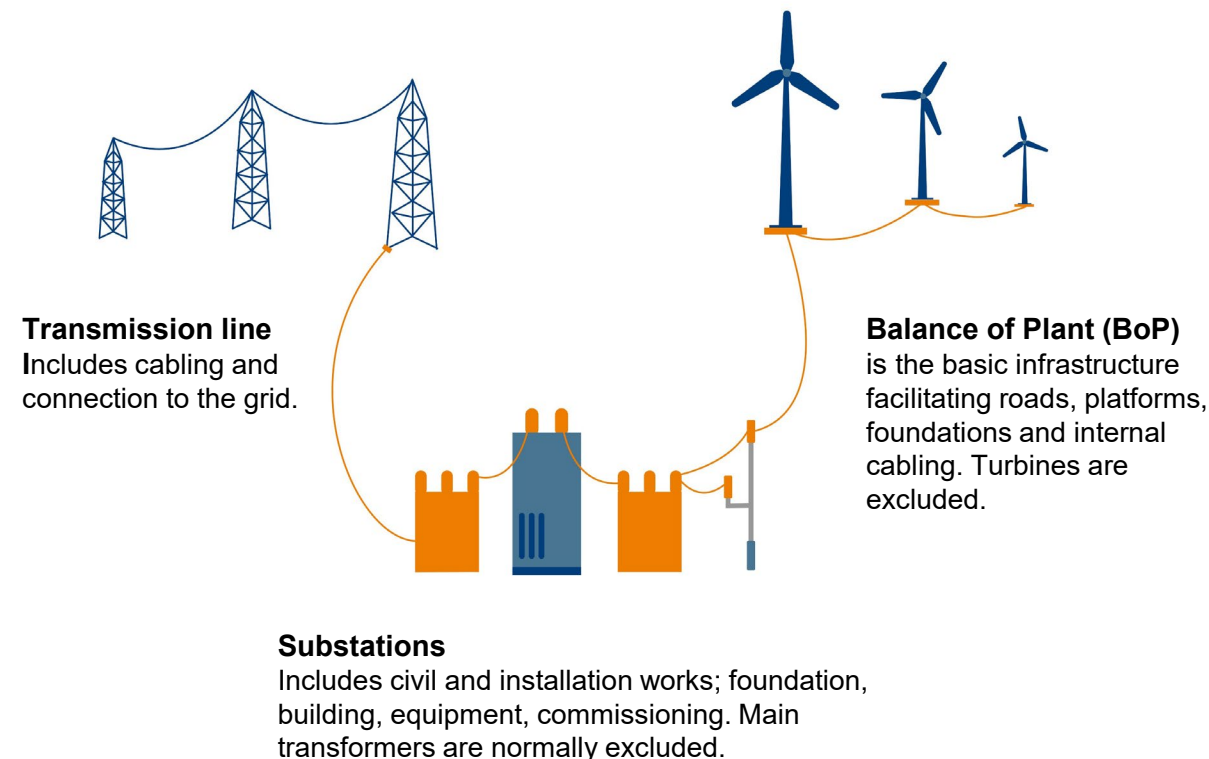 Transmission line
Includes cabling and
connection to the grid.
Balance of Plant (BoP)
is the basic infrastructure
facilitating roads, platforms,
foundations and internal
cabling. Turbines are
excluded.
Substations
Includes civil and installation works; foundation,
building, equipment, commissioning. Main
transformers are normally excluded.